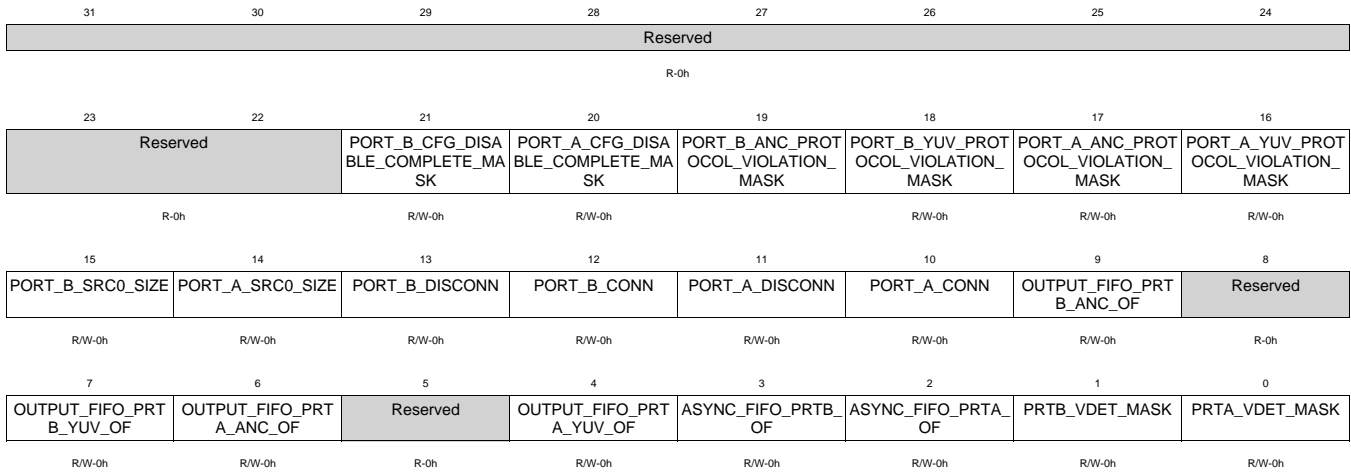 31 30 29 28 27 26 25 24
Reserved
R-0h
23 22 21 20 19 18 17 16
Reserved PORT_B_CFG_DISA PORT_A_CFG_DISA PORT_B_ANC_PROT PORT_B_YUV_PROT PORT_A_ANC_PROT PORT_A_YUV_PROT
BLE_COMPLETE_MA BLE_COMPLETE_MA OCOL_VIOLATION_ OCOL_VIOLATION_ OCOL_VIOLATION_ OCOL_VIOLATION_
SK SK MASK MASK MASK MASK
R-0h R/W-0h R/W-0h R/W-0h R/W-0h R/W-0h
15 14 13 12 11 10 9 8
PORT_B_SRC0_SIZE PORT_A_SRC0_SIZE PORT_B_DISCONN PORT_B_CONN PORT_A_DISCONN PORT_A_CONN OUTPUT_FIFO_PRT Reserved
B_ANC_OF
R/W-0h R/W-0h R/W-0h R/W-0h R/W-0h R/W-0h R/W-0h R-0h
7 6 5 4 3 2 1 0
OUTPUT_FIFO_PRT OUTPUT_FIFO_PRT Reserved OUTPUT_FIFO_PRT ASYNC_FIFO_PRTB_ ASYNC_FIFO_PRTA_ PRTB_VDET_MASK PRTA_VDET_MASK
B_YUV_OF A_ANC_OF A_YUV_OF OF OF
R/W-0h R/W-0h R-0h R/W-0h R/W-0h R/W-0h R/W-0h R/W-0h